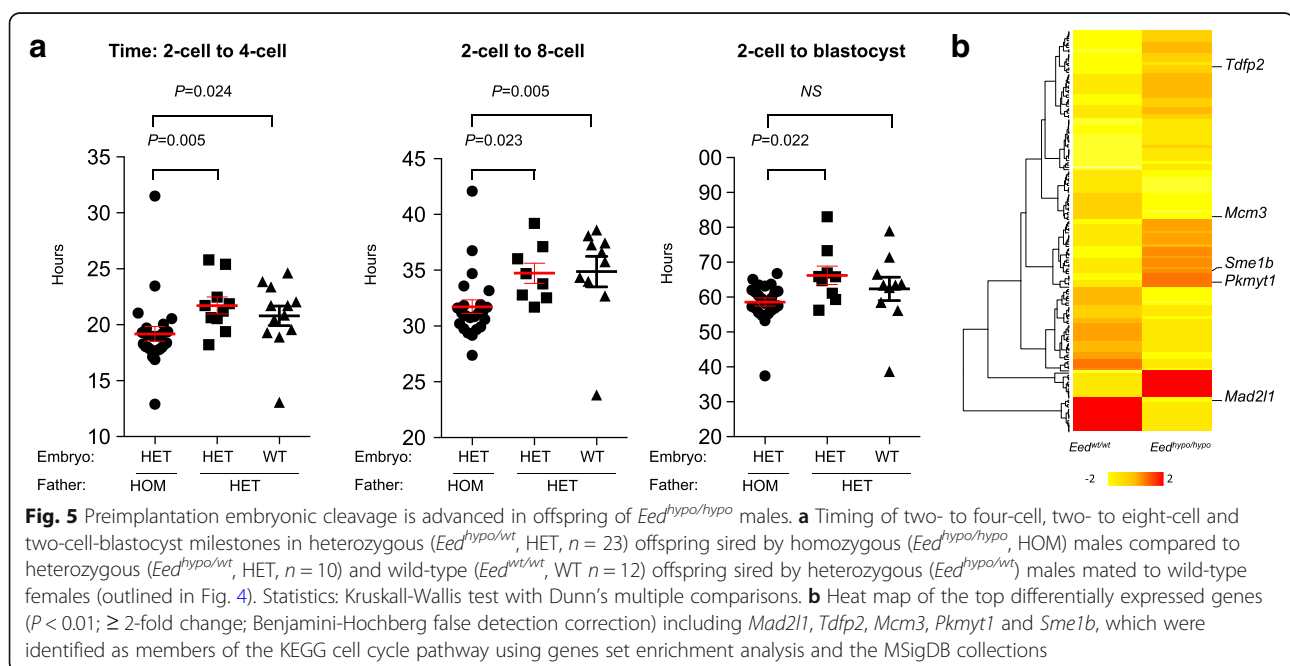 a
b
Time: 2-cell to 4-cell
2-cell to 8-cell
2-cell to blastocyst
P=0.024
P=0.005
P=0.005
P=0.023
NS
P=0.022
Hours
35
30
25
20
15
10
Hours
45
40
35
30
25
20
Hours
00
90
80
70
60
50
40
30
20
Embryo: HET HET WT
Father: HOM HET
Embryo: HET HET WT
Father: HOM HET
Embryo: HET HET WT
Father: HOM HET
Tdfp2
Mcm3
Sme1b
Pkmyt1
Mad2l1
Eedwt/wt Eedhypo/hypo
-2 2
Fig. 5 Preimplantation embryonic cleavage is advanced in offspring of Eedhypo/hypo males. a Timing of two- to four-cell, two- to eight-cell and
two-cell-blastocyst milestones in heterozygous (Eedhypo/wt, HET, n = 23) offspring sired by homozygous (Eedhypo/hypo, HOM) males compared to
heterozygous (Eedhypo/wt, HET, n = 10) and wild-type (Eedwt/wt, WT n = 12) offspring sired by heterozygous (Eedhypo/wt) males mated to wild-type
females (outlined in Fig. 4). Statistics: Kruskall-Wallis test with Dunn's multiple comparisons. b Heat map of the top differentially expressed genes
(P < 0.01; ≥ 2-fold change; Benjamini-Hochberg false detection correction) including Mad2l1, Tdfp2, Mcm3, Pkmyt1 and Sme1b, which were
identified as members of the KEGG cell cycle pathway using genes set enrichment analysis and the MSigDB collections